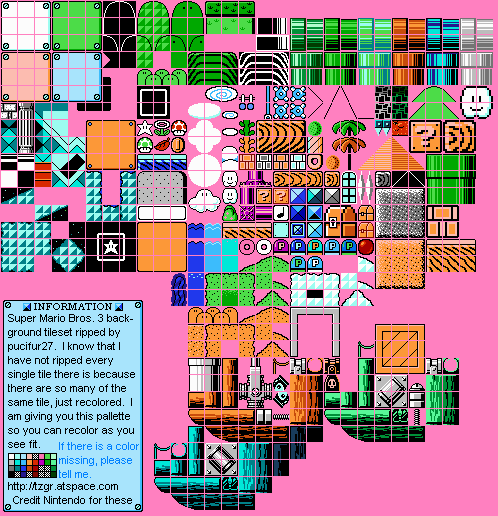 INFORMATION
Super Mario Bros. 3 back-
ground tileset ripped by
pucifur27. I know that I
have not ripped every
single tile there is because
there are so many of the
same tile, just recolored. I
am giving you this pallette
so you can recolor as you
see fit.
If there is a color
missing, please
tell me.
http://tzgr.atspace.com
Credit Nintendo for these
?
?
?
P P P P P
P P